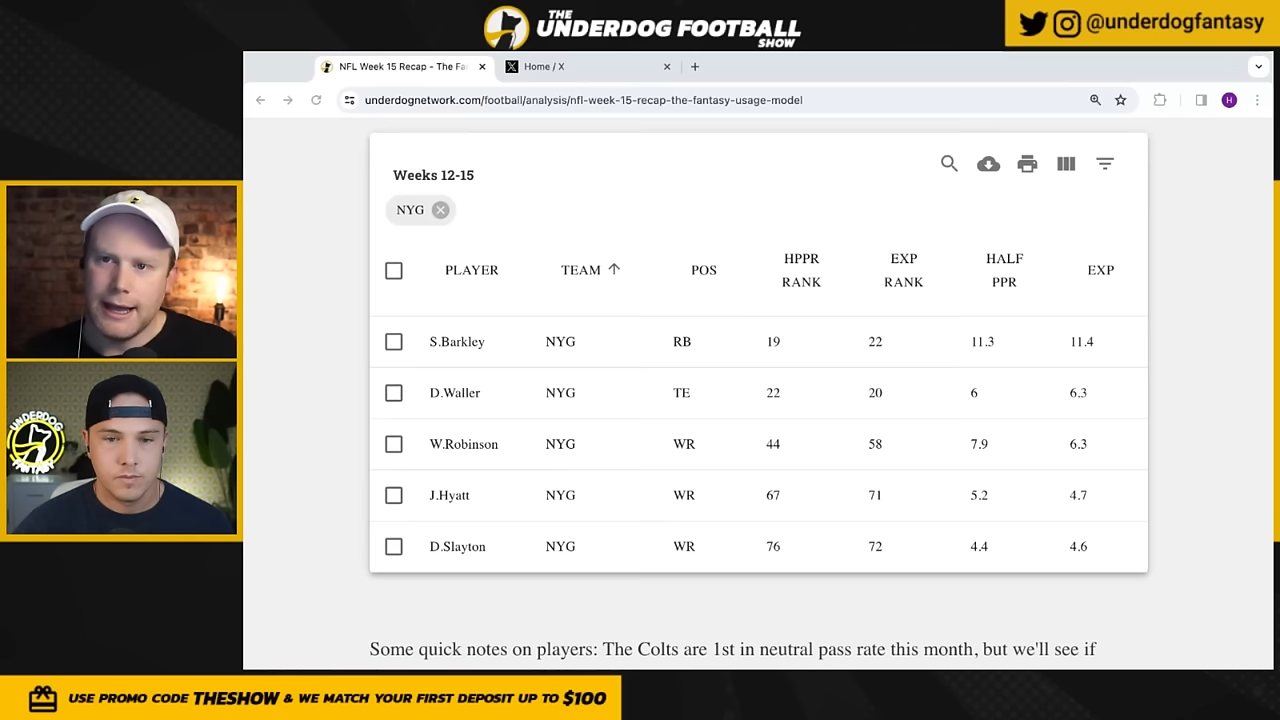 THE
UNDERDOG FOOTBALL
SHOW
@underdogfantasy
NFL Week 15 Recap - The Fa
Home / X
underdognetwork.com/football/analysis/nfl-week-15-recap-the-fantasy-usage-model
H
Weeks 12-15
NYG
PLAYER TEAM POS HPPR RANK EXP RANK HALF PPR EXP
S.Barkley NYG RB 19 22 11.3 11.4
D.Waller NYG TE 22 20 6 6.3
W.Robinson NYG WR 44 58 7.9 6.3
J.Hyatt NYG WR 67 71 5.2 4.7
D.Slayton NYG WR 76 72 4.4 4.6
Some quick notes on players: The Colts are 1st in neutral pass rate this month, but we'll see if
UNDERDOG
FANTASY
USE PROMO CODE THESHOW & WE MATCH YOUR FIRST DEPOSIT UP TO $100